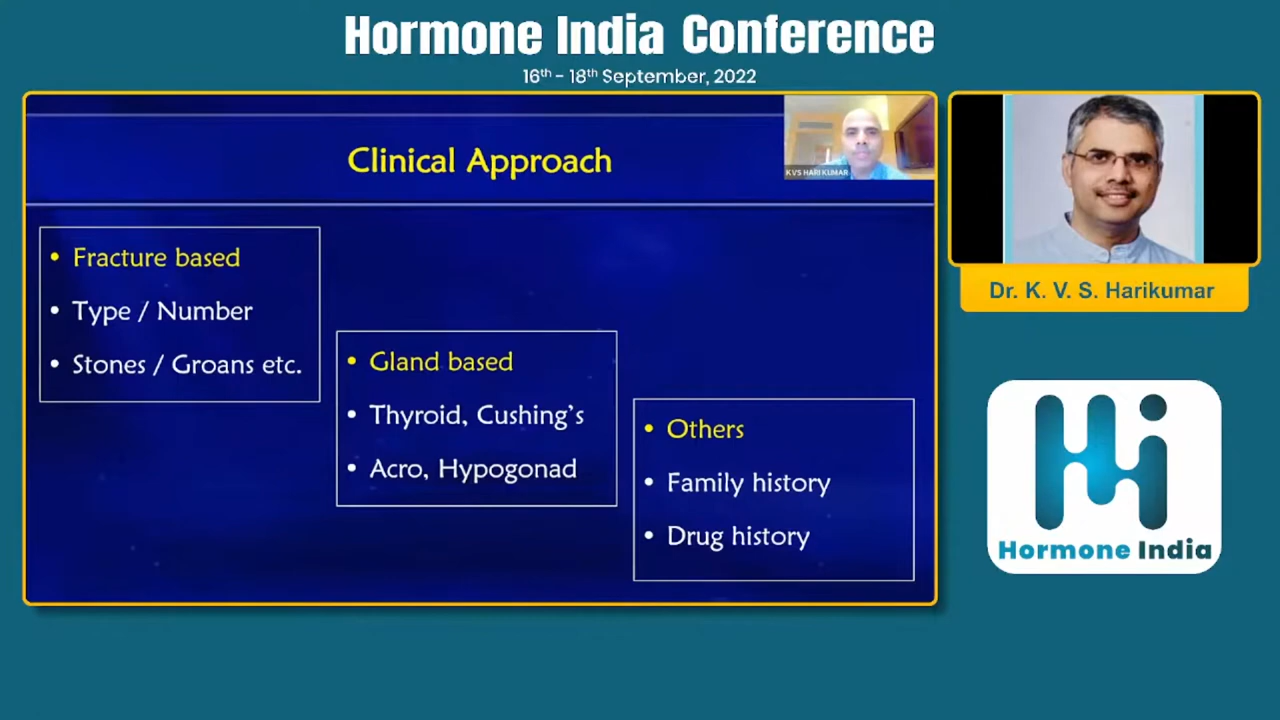 Hormone India Conference
16th - 18th September, 2022
Clinical Approach
K V S HARI KUMAR
• Fracture based
• Type / Number
• Stones / Groans etc.
• Gland based
• Thyroid, Cushing's
• Acro, Hypogonad
• Others
• Family history
• Drug history
Dr. K. V. S. Harikumar
Hi
Hormone India